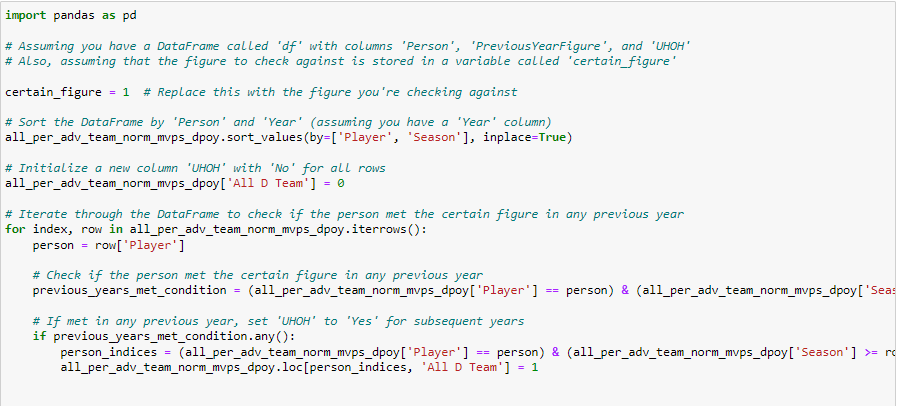 import pandas as pd
# Assuming you have a DataFrame called 'df' with columns 'Person', 'PreviousYearFigure', and 'UHOH'
# Also, assuming that the figure to check against is stored in a variable called 'certain_figure'
certain_figure = 1  # Replace this with the figure you're checking against
# Sort the DataFrame by 'Person' and 'Year' (assuming you have a 'Year' column)
all_per_adv_team_norm_mvps_dpoy.sort_values(by=['Player', 'Season'], inplace=True)
# Initialize a new column 'UHOH' with 'No' for all rows
all_per_adv_team_norm_mvps_dpoy['All D Team'] = 0
# Iterate through the DataFrame to check if the person met the certain figure in any previous year
for index, row in all_per_adv_team_norm_mvps_dpoy.iterrows():
    person = row['Player']
    # Check if the person met the certain figure in any previous year
    previous_years_met_condition = (all_per_adv_team_norm_mvps_dpoy['Player'] == person) & (all_per_adv_team_norm_mvps_dpoy['Seas
    # If met in any previous year, set 'UHOH' to 'Yes' for subsequent years
    if previous_years_met_condition.any():
        person_indices = (all_per_adv_team_norm_mvps_dpoy['Player'] == person) & (all_per_adv_team_norm_mvps_dpoy['Season'] >= ro
        all_per_adv_team_norm_mvps_dpoy.loc[person_indices, 'All D Team'] = 1